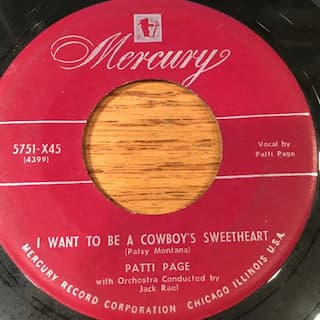 Mercury
5751-X45
(4399)
Vocal by
Patti Page
I WANT TO BE A COWBOY'S SWEETHEART
(Patsy Montana)
PATTI PAGE
with Orchestra Conducted by
Jack Rael
MERCURY RECORD CORPORATION CHICAGO ILLINOIS U.S.A.